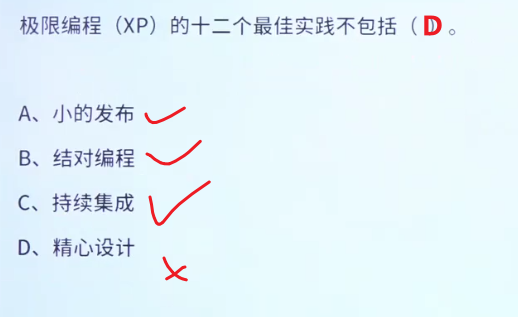 极限编程（XP）的十二个最佳实践不包括（ D ）。
A、小的发布
B、结对编程
C、持续集成
D、精心设计